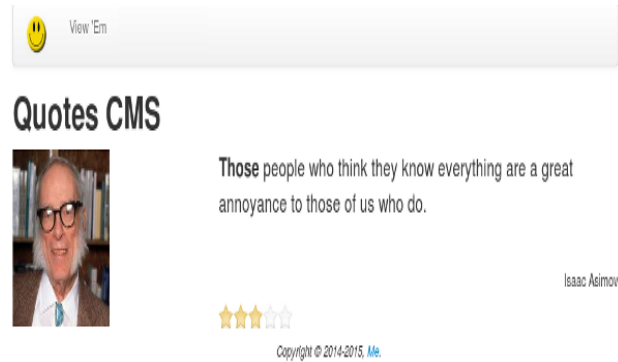 View 'Em
Quotes CMS
Those people who think they know everything are a great
annoyance to those of us who do.
Isaac Asimov
Copyright © 2014-2015, Me.